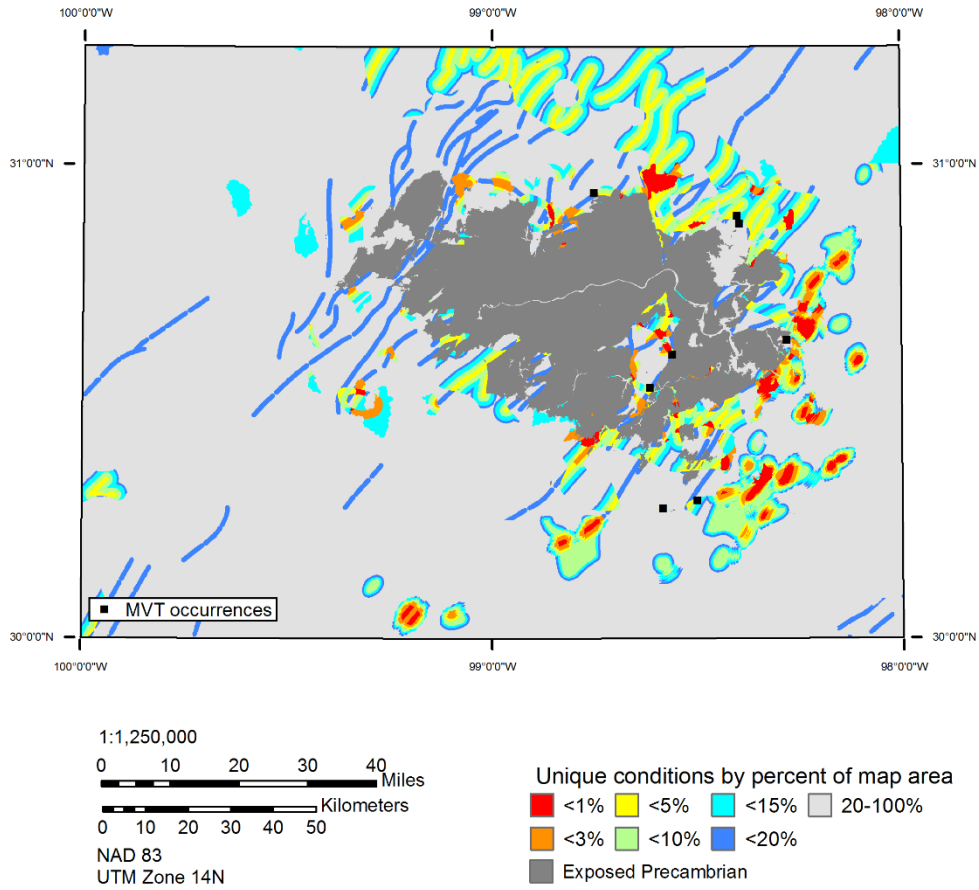 100°0'0"W 99°0'0"W 98°0'0"W
31°0'0"N 31°0'0"N
MVT occurrences
30°0'0"N 30°0'0"N
100°0'0"W 99°0'0"W 98°0'0"W
1:1,250,000
0 10 20 30 40
Miles
Kilometers
0 10 20 30 40 50
NAD 83
UTM Zone 14N
Unique conditions by percent of map area
<1% <5% <15% 20-100%
<3% <10% <20%
Exposed Precambrian